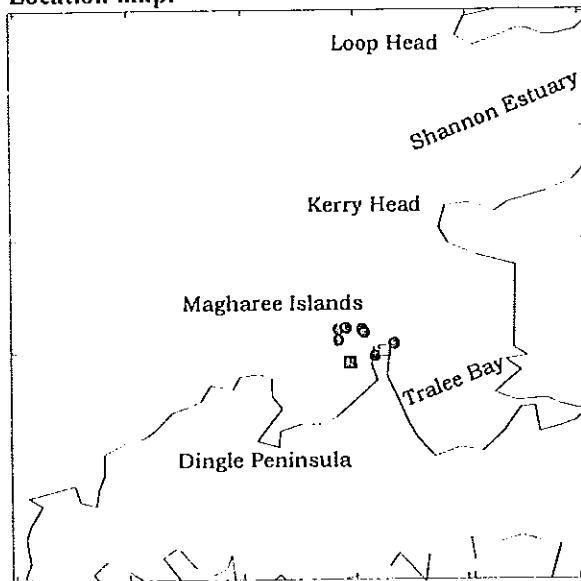 Location map:
Loop Head
Shannon Estuary
Kerry Head
Magharee Islands
Tralee Bay
Dingle Peninsula